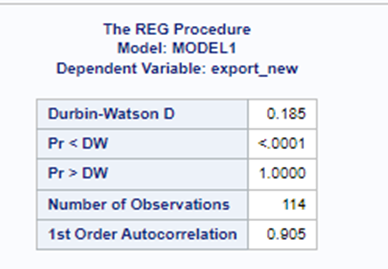 The REG Procedure
Model: MODEL1
Dependent Variable: export_new
Durbin-Watson D 0.185
Pr < DW <.0001
Pr > DW 1.0000
Number of Observations 114
1st Order Autocorrelation 0.905